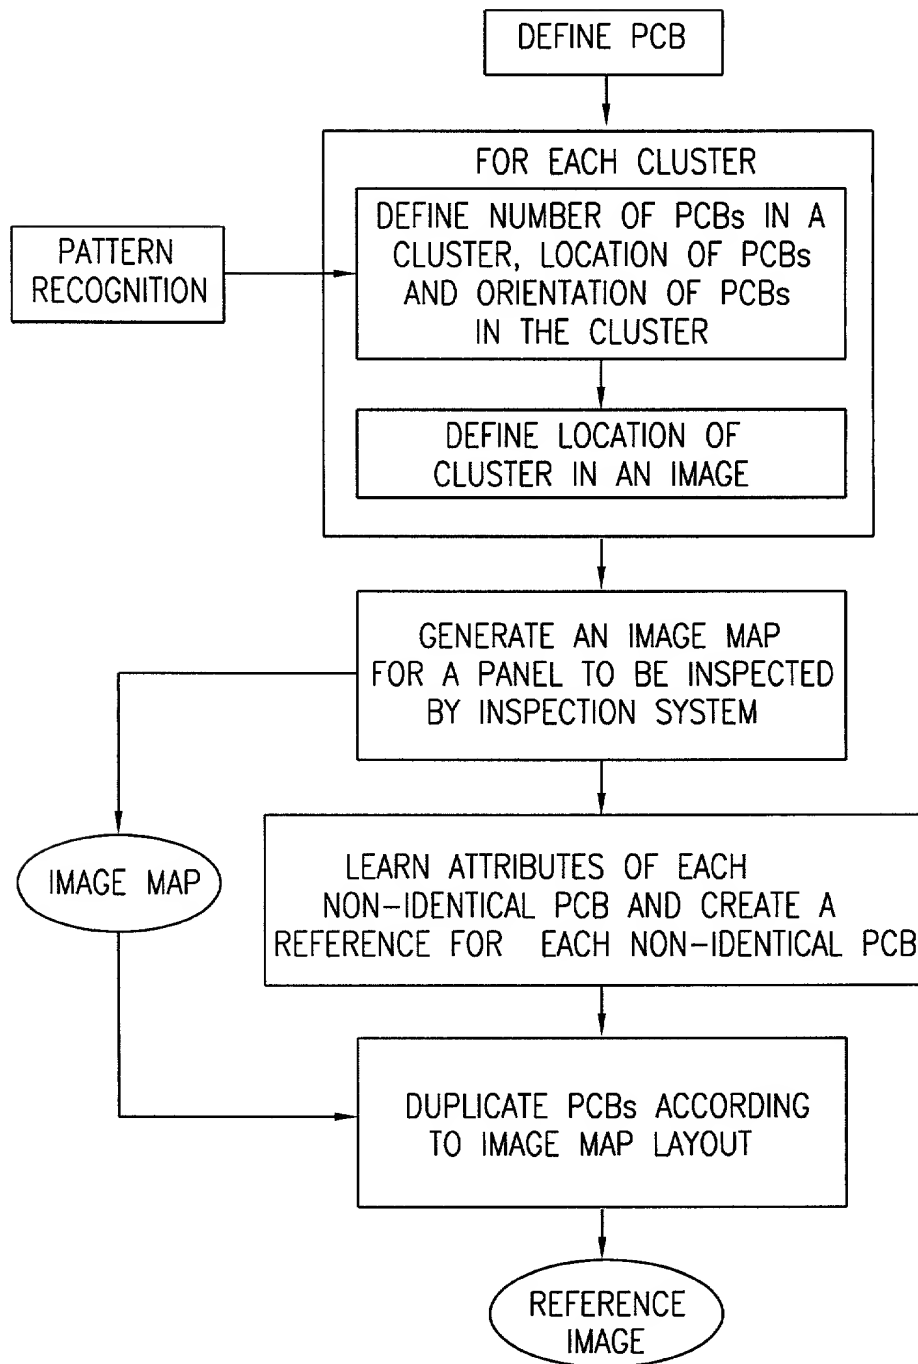 DEFINE PCB
FOR EACH CLUSTER
DEFINE NUMBER OF PCBs IN A
CLUSTER, LOCATION OF PCBs
AND ORIENTATION OF PCBs
IN THE CLUSTER
PATTERN
RECOGNITION
DEFINE LOCATION OF
CLUSTER IN AN IMAGE
GENERATE AN IMAGE MAP
FOR A PANEL TO BE INSPECTED
BY INSPECTION SYSTEM
IMAGE MAP
LEARN ATTRIBUTES OF EACH
NON-IDENTICAL PCB AND CREATE A
REFERENCE FOR EACH NON-IDENTICAL PCB
DUPLICATE PCBs ACCORDING
TO IMAGE MAP LAYOUT
REFERENCE
IMAGE